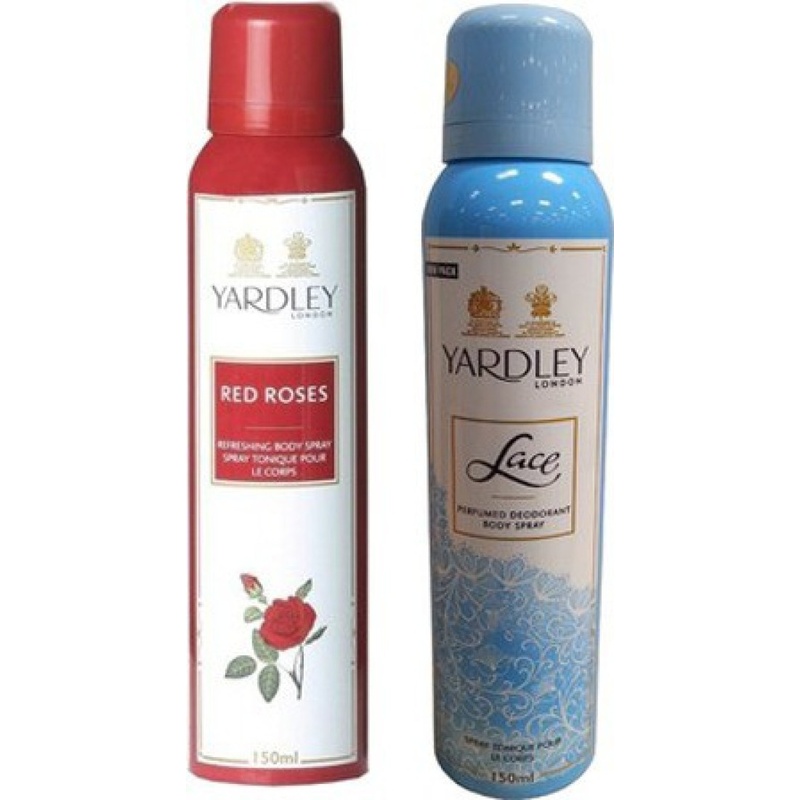 YARDLEY
LONDON
RED ROSES
REFRESHING BODY SPRAY
SPRAY TONIQUE POUR
LE CORPS
150ml
PACK
YARDLEY
LONDON
Lace
PERFUMED DEODORANT
BODY SPRAY
SPRAY TONIQUE POUR
LE CORPS
150ml